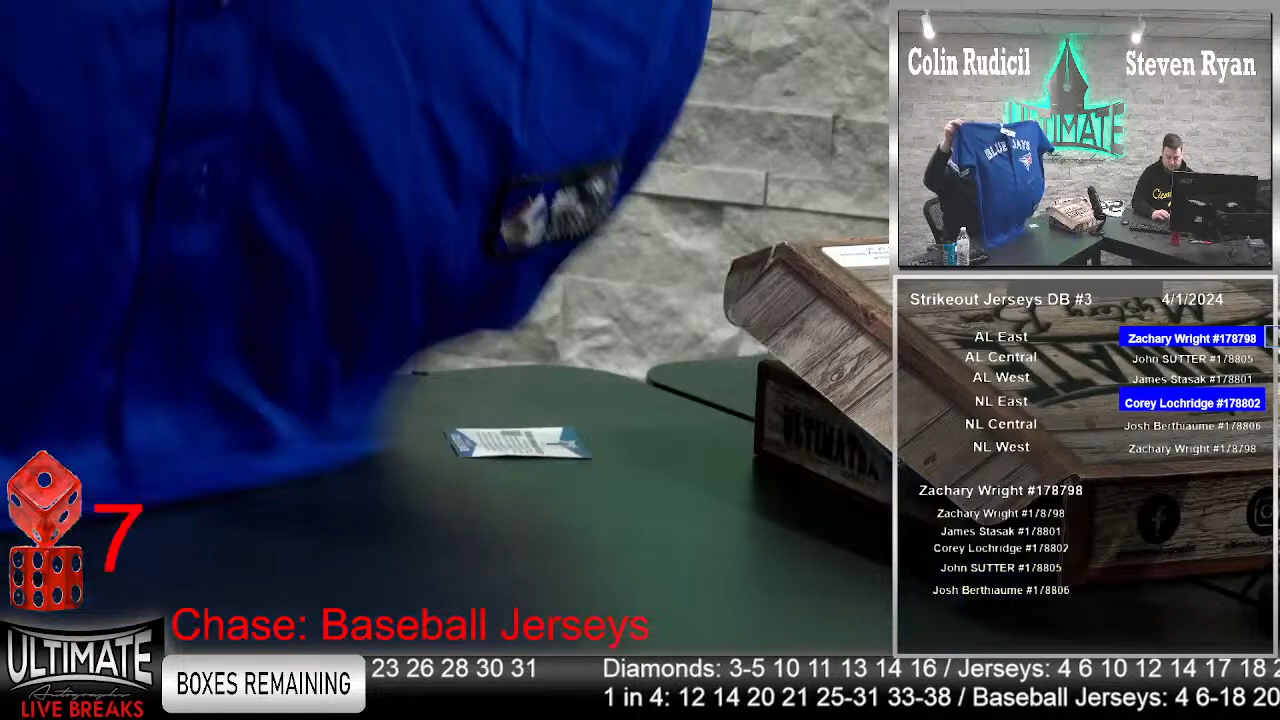 Colin Rudicil
Steven Ryan
ULTIMATE
BLUE JAYS
Strikeout Jerseys DB #3 4/1/2024
AL East Zachary Wright #178798
AL Central John SUTTER #178805
AL West James Stasak #178801
NL East Corey Lochridge #178802
NL Central Josh Berthiaume #178806
NL West Zachary Wright #178798
Zachary Wright #178798
Zachary Wright #178798
James Stasak #178801
Corey Lochridge #178802
John SUTTER #178805
Josh Berthiaume #178806
7
Chase: Baseball Jerseys
ULTIMATE
Autographs
LIVE BREAKS
BOXES REMAINING
23 26 28 30 31
Diamonds: 3-5 10 11 13 14 16 / Jerseys: 4 6 10 12 14 17 18 2
1 in 4: 12 14 20 21 25-31 33-38 / Baseball Jerseys: 4 6-18 20